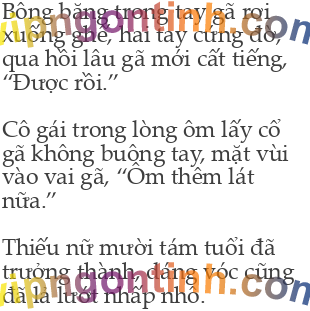 Bông băng trong tay gã rơi
xuống ghế, hai tay cứng đờ,
qua hồi lâu gã mới cất tiếng,
“Được rồi.”
Cô gái trong lòng ôm lấy cổ
gã không buông tay, mặt vùi
vào vai gã, “Ôm thêm lát
nữa.”
Thiếu nữ mười tám tuổi đã
trưởng thành, dáng vóc cũng
đã là lướt nhấp nhô.
vipngontinh.com
vipngontinh.com